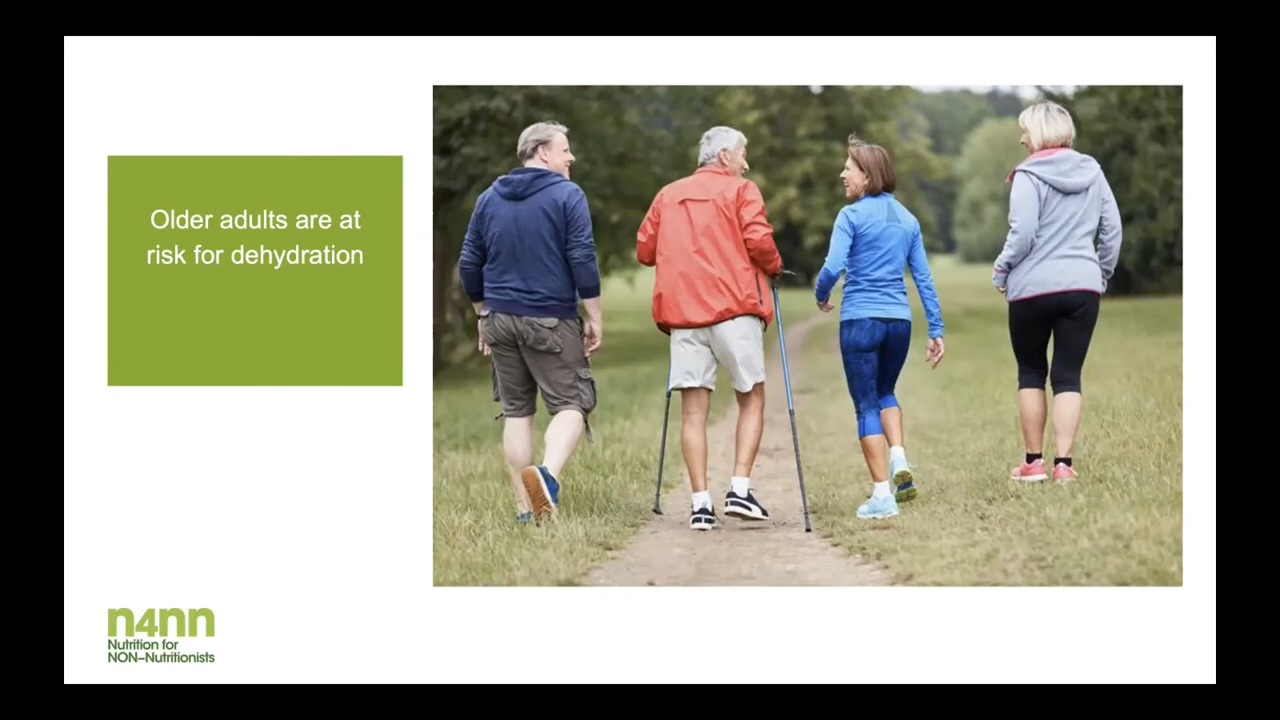 Older adults are at
risk for dehydration
n4nn
Nutrition for
NON–Nutritionists